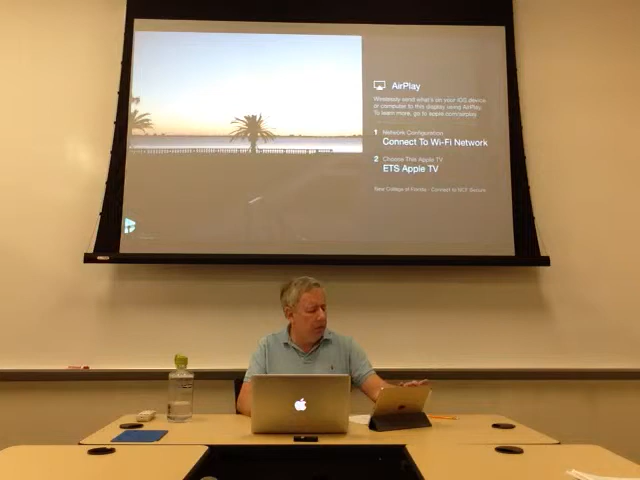 AirPlay
Wirelessly send what's on your iOS device
or computer to this display using AirPlay.
To learn more, go to apple.com/airplay
1 Network Configuration
Connect To Wi-Fi Network
2 Choose This Apple TV
ETS Apple TV
New College of Florida - Connect to NCF Secure